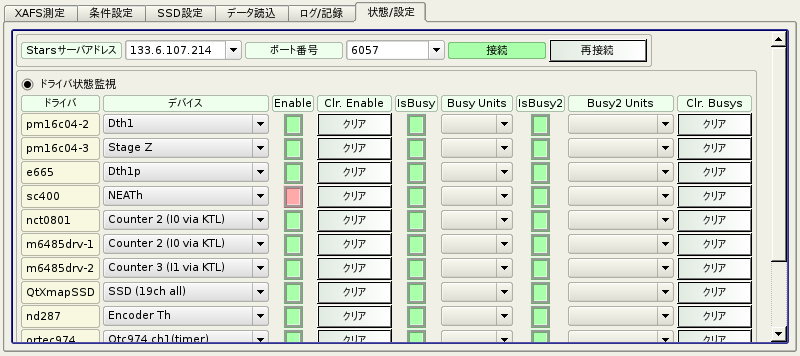 XAFS測定 条件設定 SSD設定 データ読込 ログ/記録 状態/設定
Starsサーバアドレス 133.6.107.214 ポート番号 6057 接続 再接続
ドライバ状態監視
ドライバ デバイス Enable Clr. Enable IsBusy Busy Units IsBusy2 Busy2 Units Clr. Busys
pm16c04-2 Dth1 クリア クリア
pm16c04-3 Stage Z クリア クリア
e665 Dth1p クリア クリア
sc400 NEATh クリア クリア
nct0801 Counter 2 (I0 via KTL) クリア クリア
m6485drv-1 Counter 2 (I0 via KTL) クリア クリア
m6485drv-2 Counter 3 (I1 via KTL) クリア クリア
QtXmapSSD SSD (19ch all) クリア クリア
nd287 Encoder Th クリア クリア
ortec974 Otc974 ch1(timer) クリア クリア